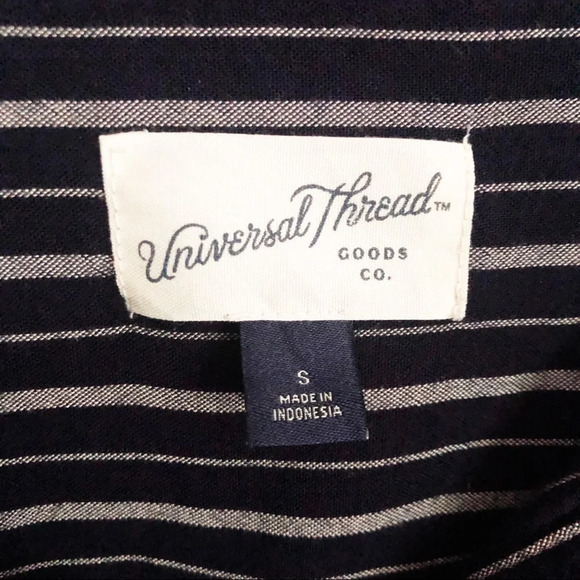 Universal Thread™
GOODS
CO.
S
MADE IN
INDONESIA